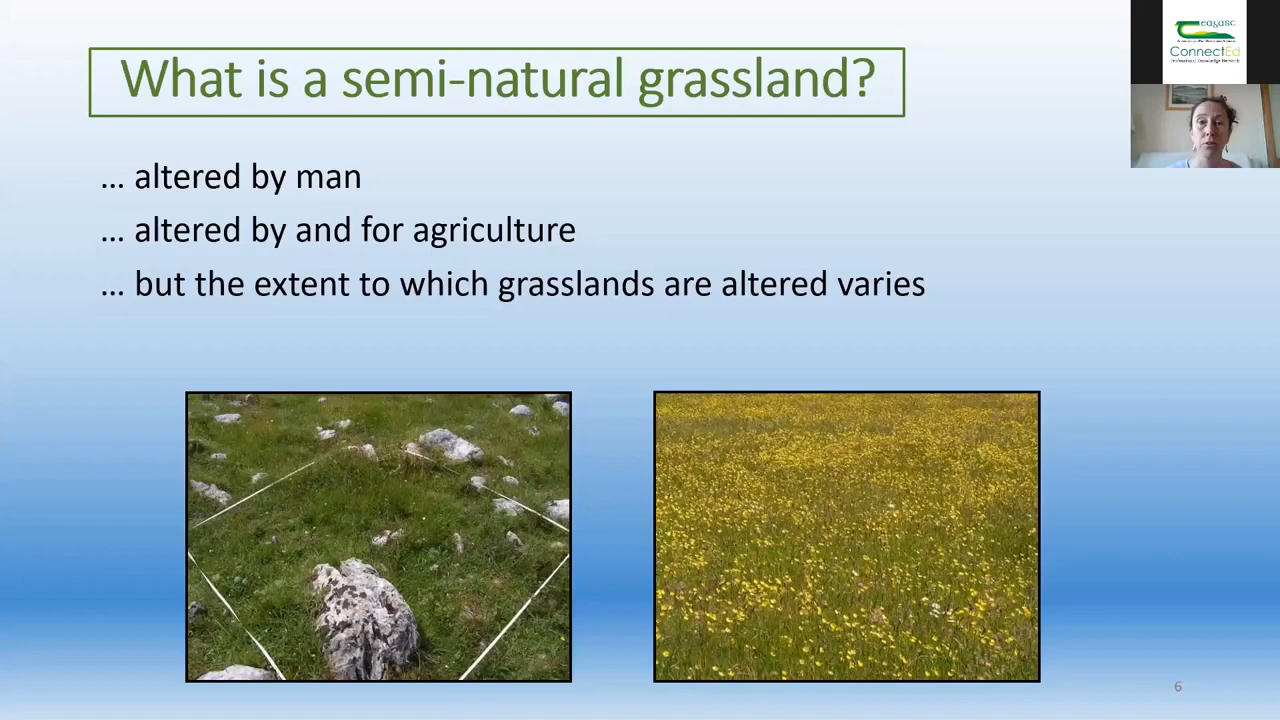 What is a semi-natural grassland?
... altered by man
... altered by and for agriculture
... but the extent to which grasslands are altered varies
eagasc
ConnectEd
6